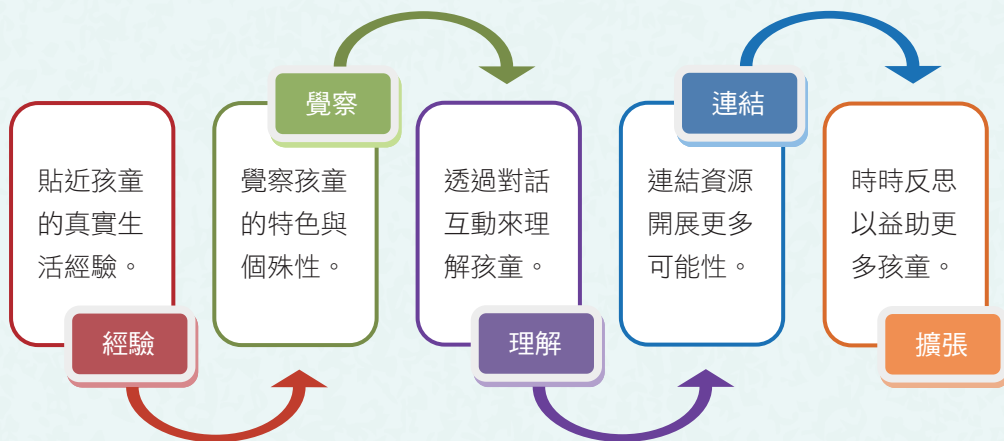 貼近孩童
的真實生
活經驗。
經驗
覺察
覺察孩童
的特色與
個殊性。
透過對話
互動來理
解孩童。
理解
連結
連結資源
開展更多
可能性。
時時反思
以益助更
多孩童。
擴張